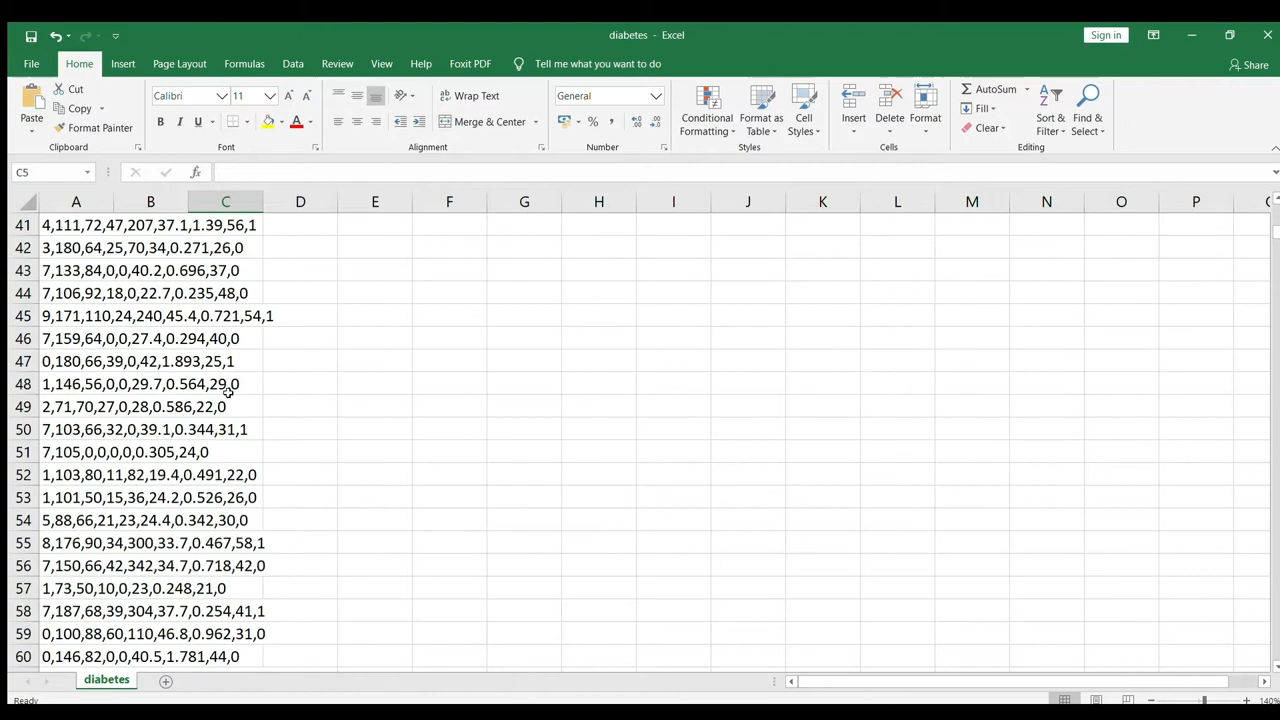 diabetes - Excel
Sign in
File Home Insert Page Layout Formulas Data Review View Help Foxit PDF Tell me what you want to do Share
Paste Cut Copy Format Painter Clipboard
Calibri 11 A A B I U A Font
Wrap Text Merge & Center Alignment
General % , Number
Conditional Formatting Format as Table Cell Styles Styles
Insert Delete Format Cells
AutoSum Fill Clear Sort & Filter Find & Select Editing
C5 fx
A B C D E F G H I J K L M N O P
41 4,111,72,47,207,37.1,1.39,56,1
42 3,180,64,25,70,34,0.271,26,0
43 7,133,84,0,0,40.2,0.696,37,0
44 7,106,92,18,0,22.7,0.235,48,0
45 9,171,110,24,240,45.4,0.721,54,1
46 7,159,64,0,0,27.4,0.294,40,0
47 0,180,66,39,0,42,1.893,25,1
48 1,146,56,0,0,29.7,0.564,29,0
49 2,71,70,27,0,28,0.586,22,0
50 7,103,66,32,0,39.1,0.344,31,1
51 7,105,0,0,0,0,0.305,24,0
52 1,103,80,11,82,19.4,0.491,22,0
53 1,101,50,15,36,24.2,0.526,26,0
54 5,88,66,21,23,24.4,0.342,30,0
55 8,176,90,34,300,33.7,0.467,58,1
56 7,150,66,42,342,34.7,0.718,42,0
57 1,73,50,10,0,23,0.248,21,0
58 7,187,68,39,304,37.7,0.254,41,1
59 0,100,88,60,110,46.8,0.962,31,0
60 0,146,82,0,0,40.5,1.781,44,0
diabetes
Ready 140%